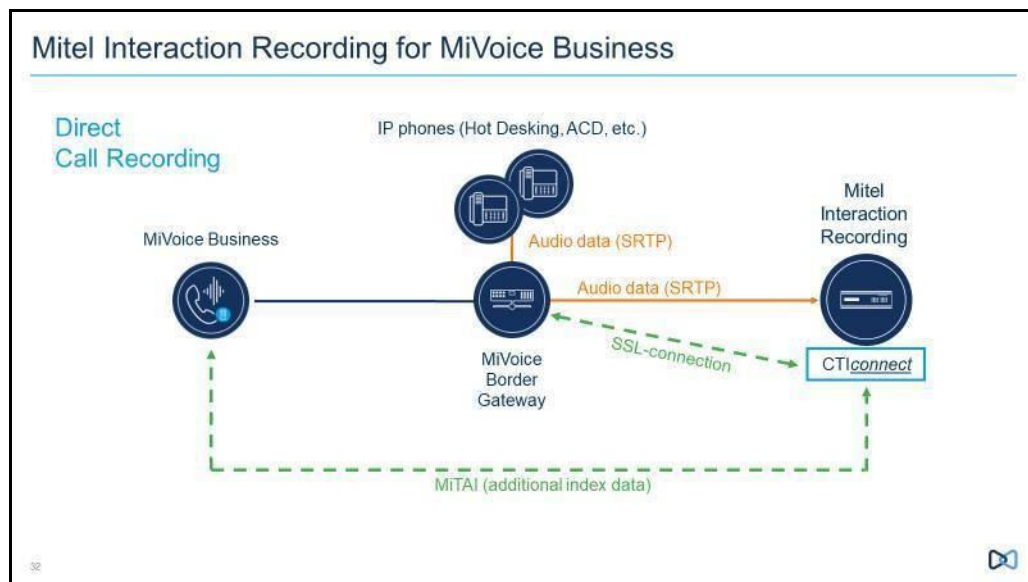 Mitel Interaction Recording for MiVoice Business
Direct
Call Recording
IP phones (Hot Desking, ACD, etc.)
Mitel
Interaction
Recording
MiVoice Business
Audio data (SRTP)
Audio data (SRTP)
SSL-connection
MiVoice
Border
Gateway
CTIconnect
MiTAI (additional index data)
32